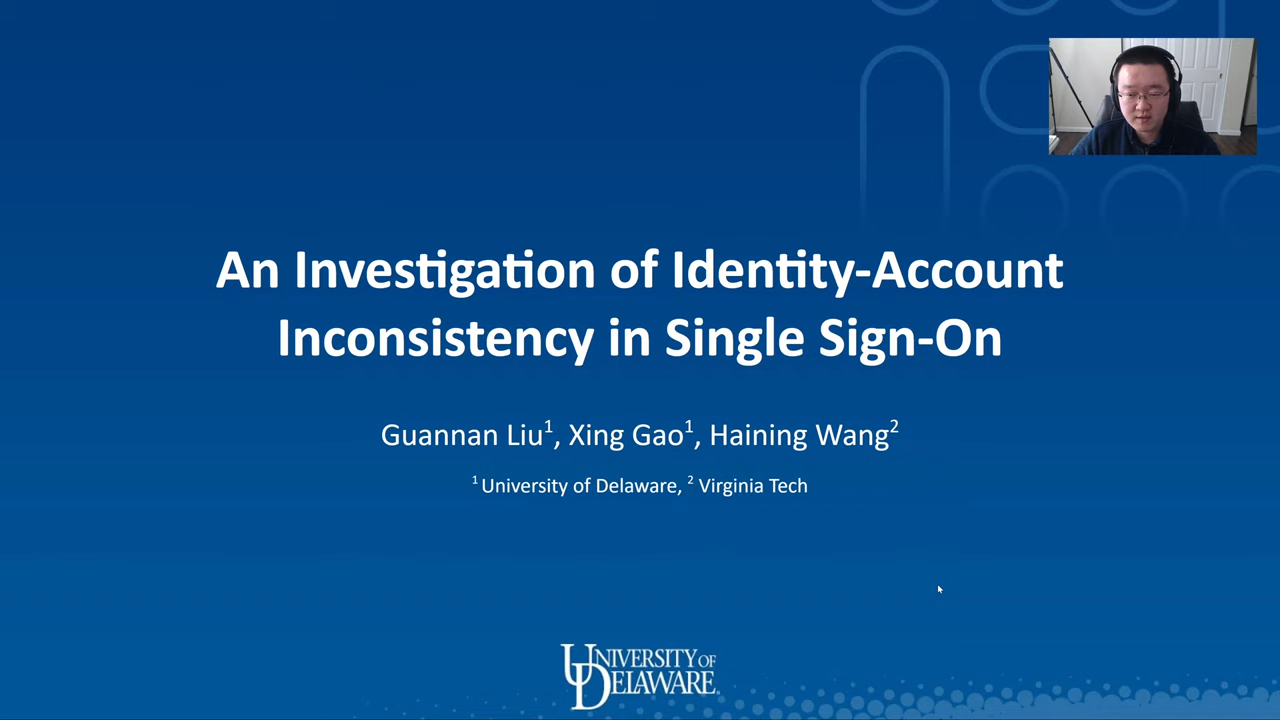 An Investigation of Identity-Account
Inconsistency in Single Sign-On
Guannan Liu1, Xing Gao1, Haining Wang2
1 University of Delaware, 2 Virginia Tech
UNIVERSITY OF
DELAWARE